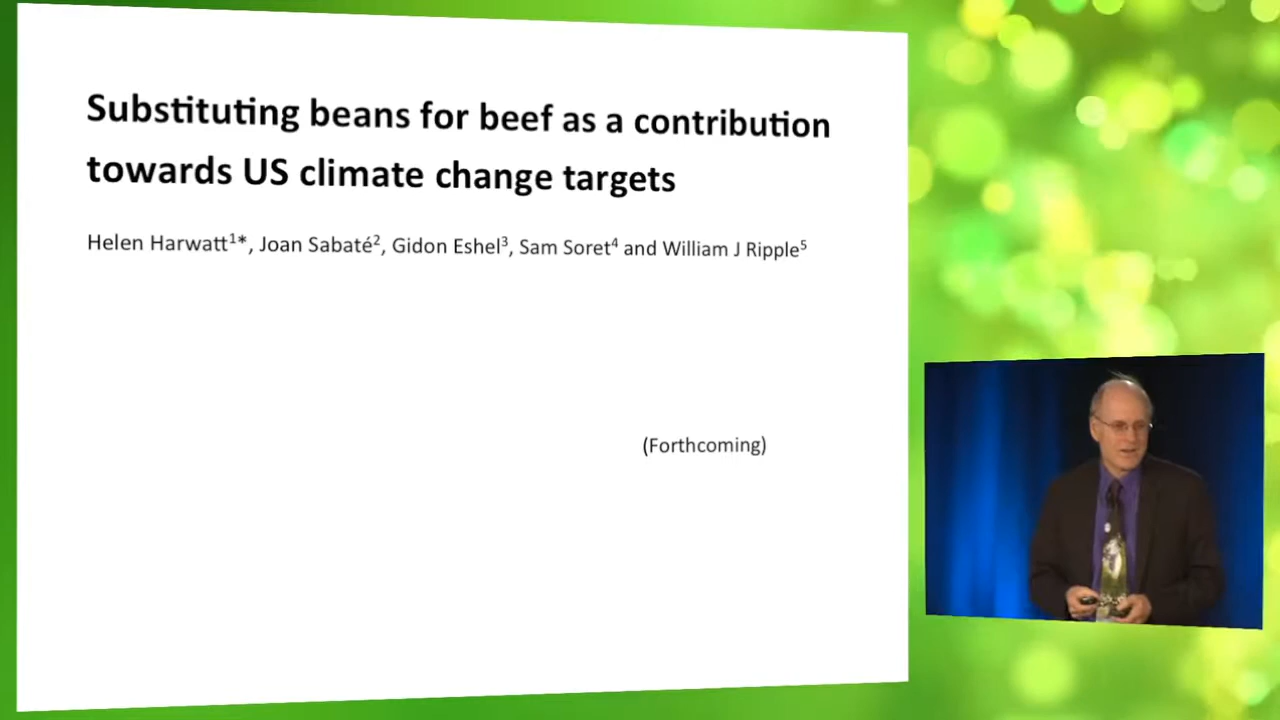 Substituting beans for beef as a contribution
towards US climate change targets
Helen Harwatt¹*, Joan Sabaté², Gidon Eshel³, Sam Soret⁴ and William J Ripple⁵
(Forthcoming)